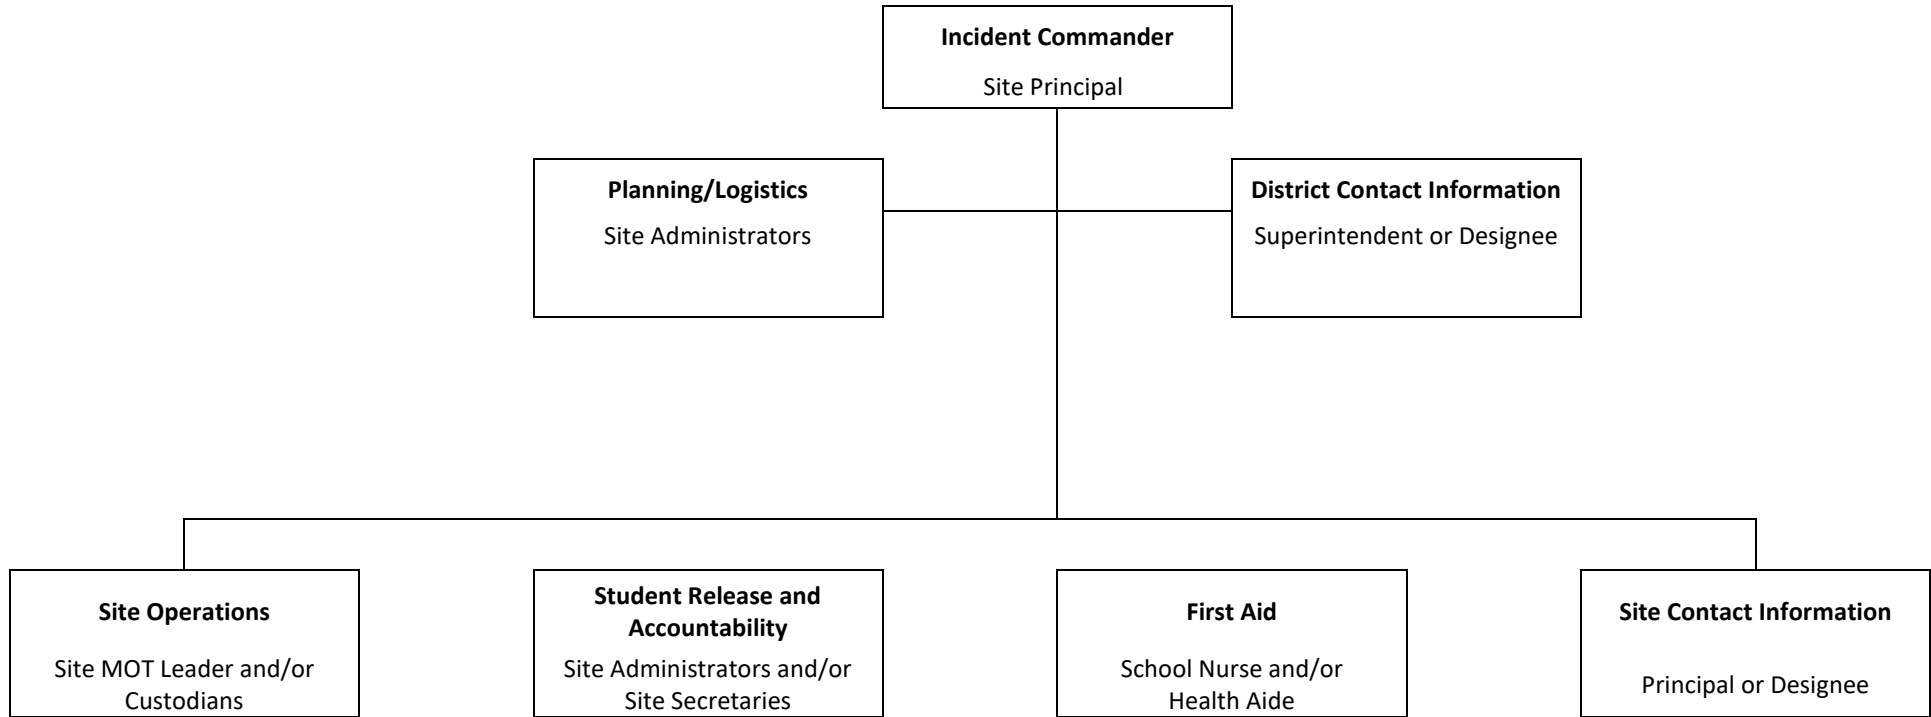 Incident Commander
Site Principal
Planning/Logistics
Site Administrators
District Contact Information
Superintendent or Designee
Site Operations
Site MOT Leader and/or
Custodians
Student Release and
Accountability
Site Administrators and/or
Site Secretaries
First Aid
School Nurse and/or
Health Aide
Site Contact Information
Principal or Designee